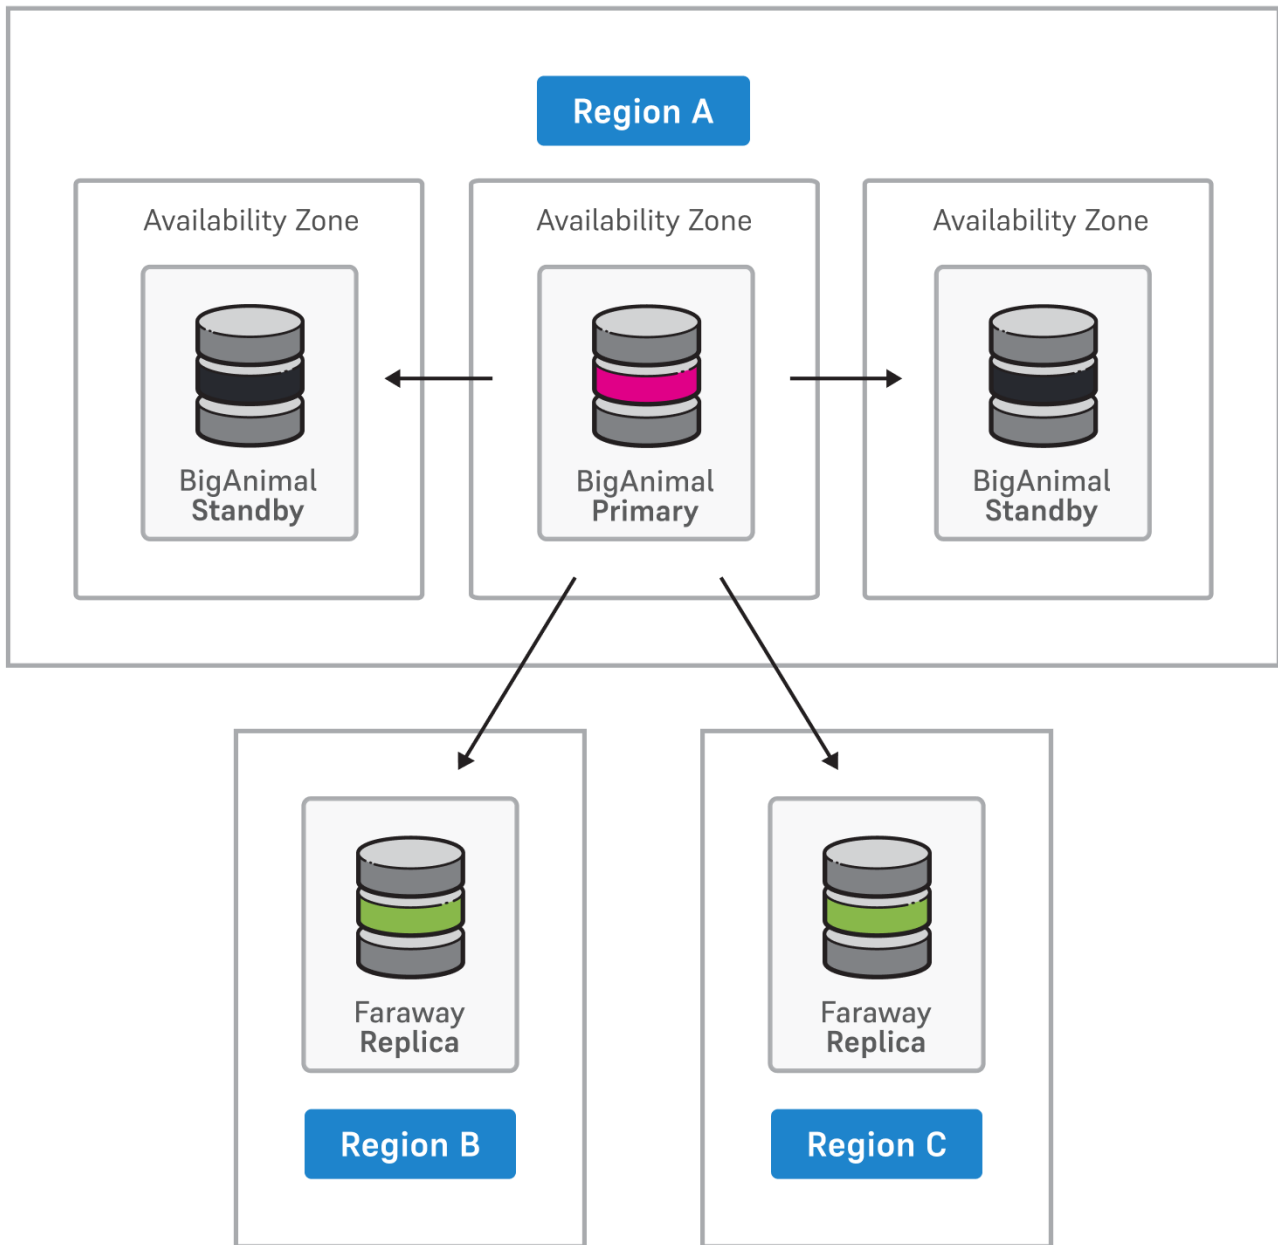 Region A
Availability Zone
BigAnimal
Standby
Availability Zone
BigAnimal
Primary
Availability Zone
BigAnimal
Standby
Faraway
Replica
Region B
Faraway
Replica
Region C